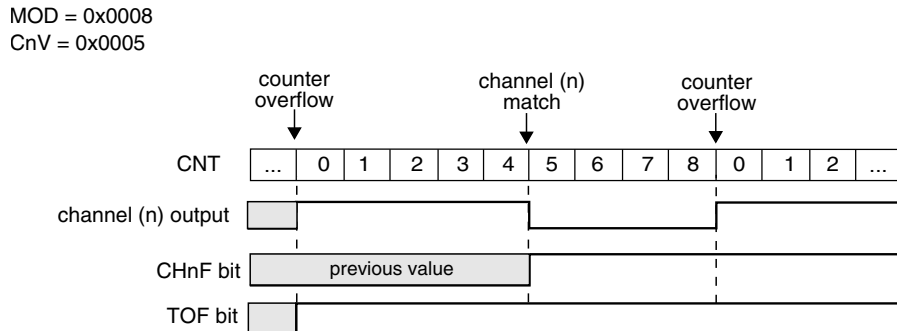 MOD = 0x0008
CnV = 0x0005
counter overflow
channel (n) match
counter overflow
CNT ... 0 1 2 3 4 5 6 7 8 0 1 2 ...
channel (n) output
CHnF bit previous value
TOF bit